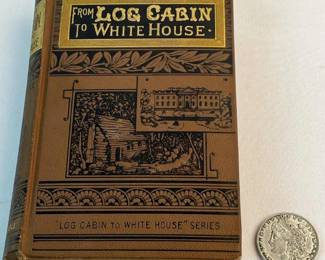 FROM LOG CABIN
TO WHITE HOUSE
"LOG CABIN TO WHITE HOUSE" SERIES